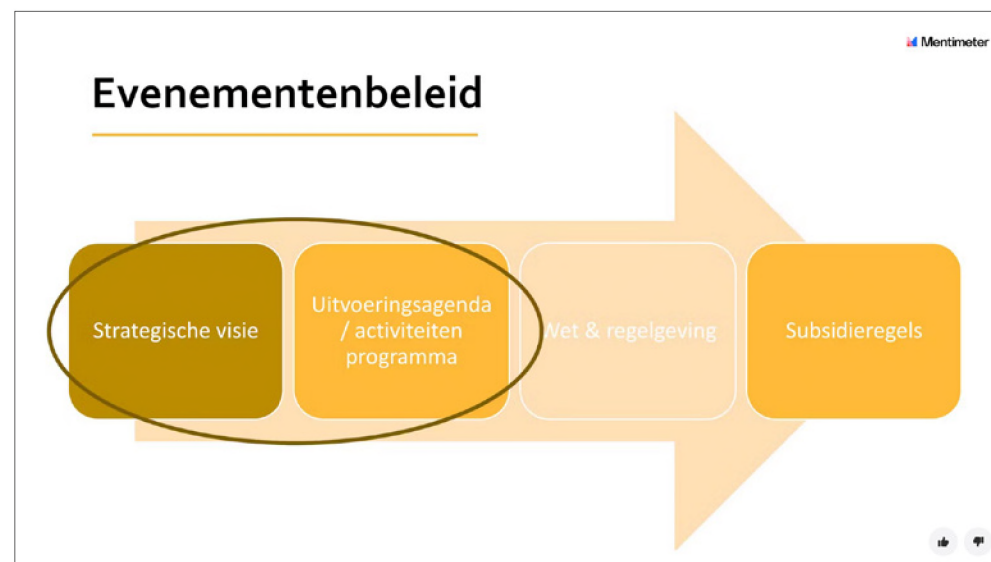 Mentimeter
Evenementenbeleid
Strategische visie
Uitvoeringsagenda
/ activiteiten
programma
Wet & regelgeving
Subsidieregels